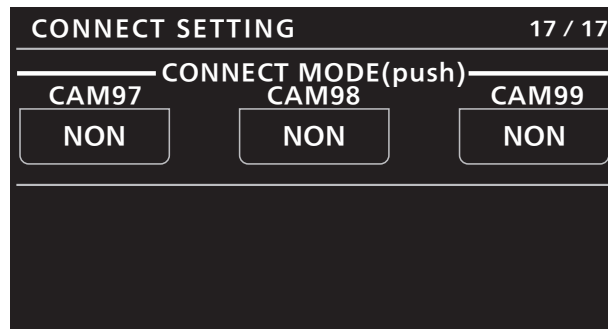 CONNECT SETTING 17 / 17
CONNECT MODE(push)
CAM97 CAM98 CAM99
NON NON NON